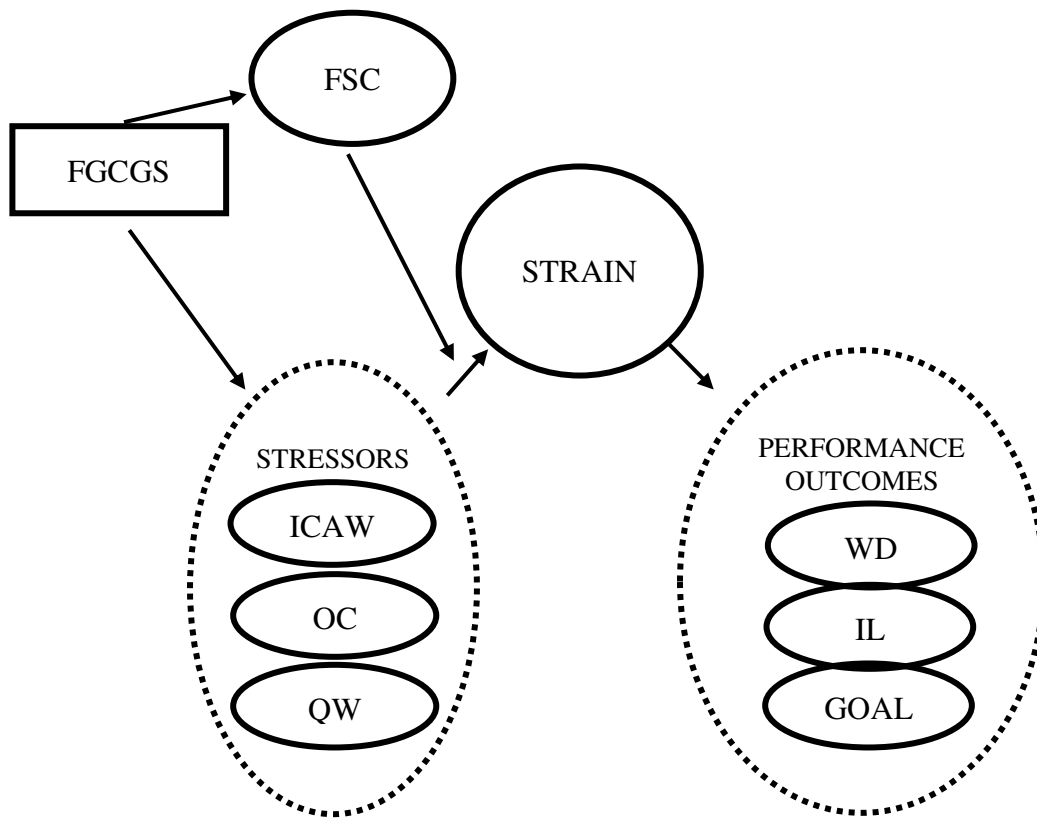 FSC
FGCGS
STRAIN
STRESSORS
ICAW
OC
QW
PERFORMANCE
OUTCOMES
WD
IL
GOAL